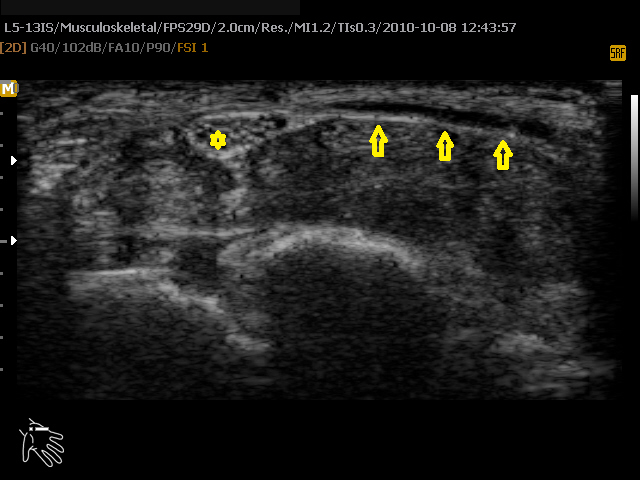 L5-13IS/Musculoskeletal/FPS29D/2.0cm/Res./MI1.2/TIs0.3/2010-10-08 12:43:57
[2D] G40/102dB/FA10/P90/FSI 1
SRF
M